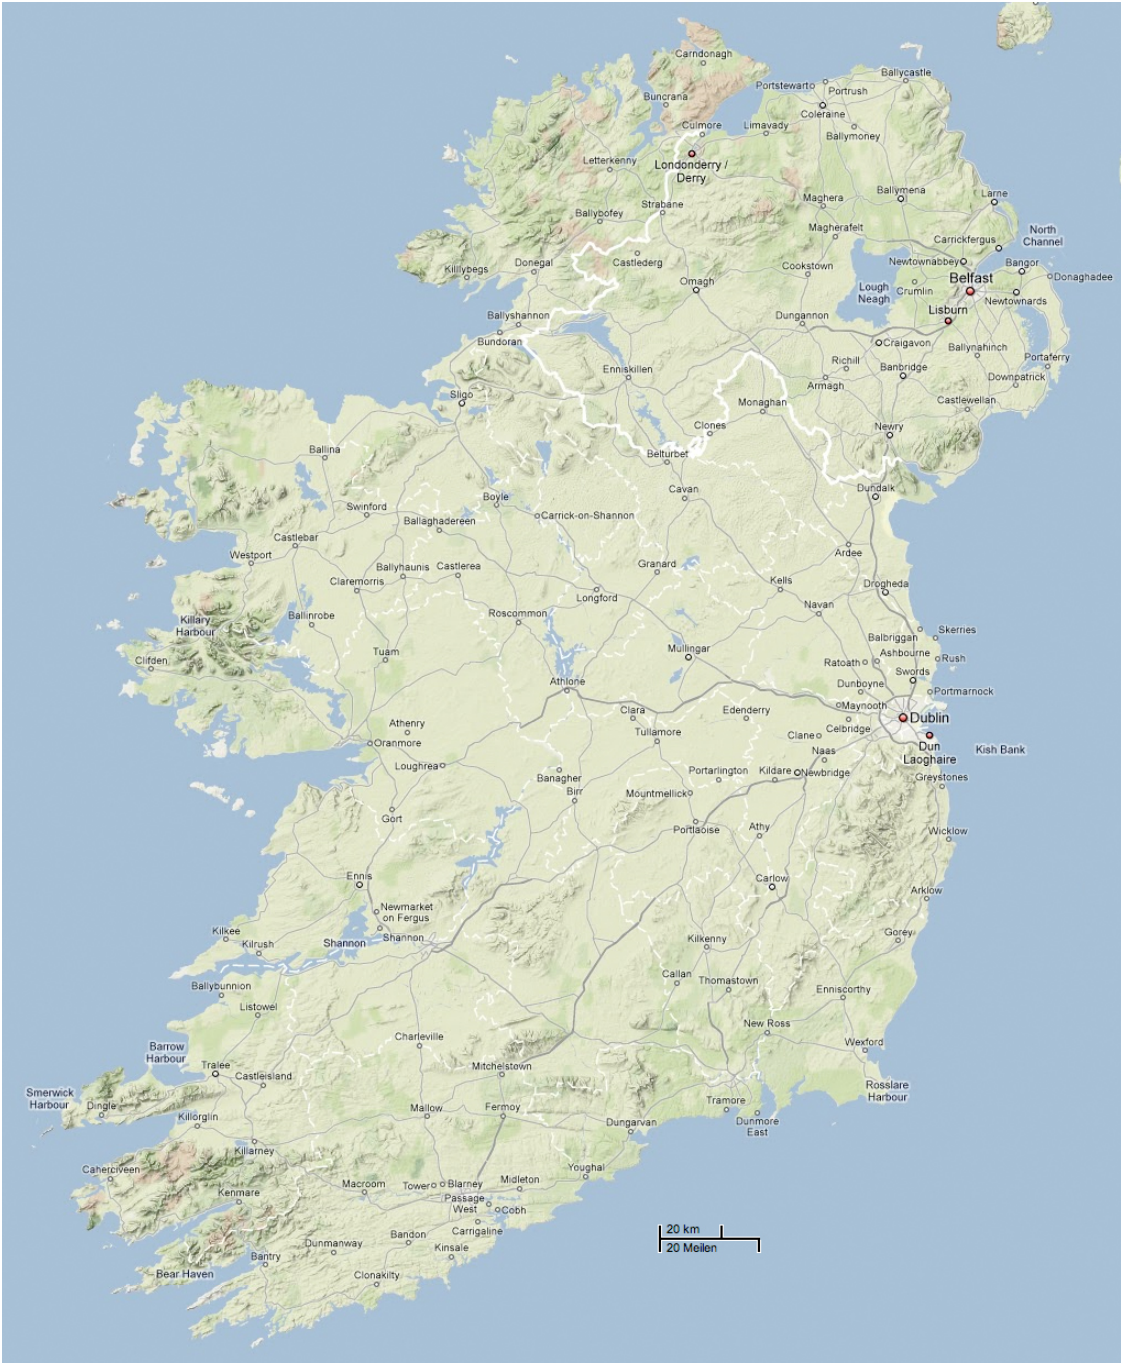 Carndonagh
Ballycastle
Portstewarto
Portrush
Buncrana
Coleraine
Culmore
Limavady
Ballymoney
Letterkenny
Londonderry /
Derry
Ballymena
Larne
Maghera
Strabane
Ballybofey
Magherafelt
North
Channel
Carrickfergus
Castlederg
Donegal
Newtownabbey
Bangor
Killlybegs
Cookstown
Donaghadee
Belfast
Omagh
Lough
Neagh
Crumlin
Newtownards
Lisburn
Ballyshannon
Dungannon
Bundoran
Craigavon
Ballynahinch
Richill
Portaferry
Enniskillen
Banbridge
Armagh
Downpatrick
Sligo
Monaghan
Castlewellan
Clones
Newry
Ballina
Belturbet
Cavan
Dundalk
Boyle
Swinford
Carrick-on-Shannon
Ballaghadereen
Castlebar
Westport
Ardee
Granard
Ballyhaunis
Castlerea
Claremorris
Kells
Drogheda
Longford
Navan
Ballinrobe
Roscommon
Killary
Harbour
Skerries
Balbriggan
Mullingar
Tuam
Ashbourne
Rush
Clifden
Ratoath
Swords
Athlone
Dunboyne
Portmarnock
Maynooth
Clara
Edenderry
Dublin
Athenry
Celbridge
Tullamore
Clane
Oranmore
Dun
Laoghaire
Kish Bank
Naas
Loughrea
Portarlington
Kildare
Newbridge
Banagher
Greystones
Birr
Mountmellick
Gort
Portlaoise
Athy
Wicklow
Ennis
Carlow
Arklow
Newmarket
on Fergus
Kilkee
Kilrush
Shannon
Shannon
Kilkenny
Gorey
Callan
Thomastown
Ballybunnion
Enniscorthy
Listowel
New Ross
Charleville
Wexford
Barrow
Harbour
Tralee
Mitchelstown
Castleisland
Rosslare
Harbour
Smerwick
Harbour
Dingle
Tramore
Mallow
Fermoy
Killorglin
Dungarvan
Dunmore
East
Killarney
Caherciveen
Youghal
Macroom
Tower
Blarney
Midleton
Kenmare
Passage
West
Cobh
Carrigaline
Bandon
Dunmanway
Kinsale
Bantry
Bear Haven
Clonakilty
20 km
20 Meilen